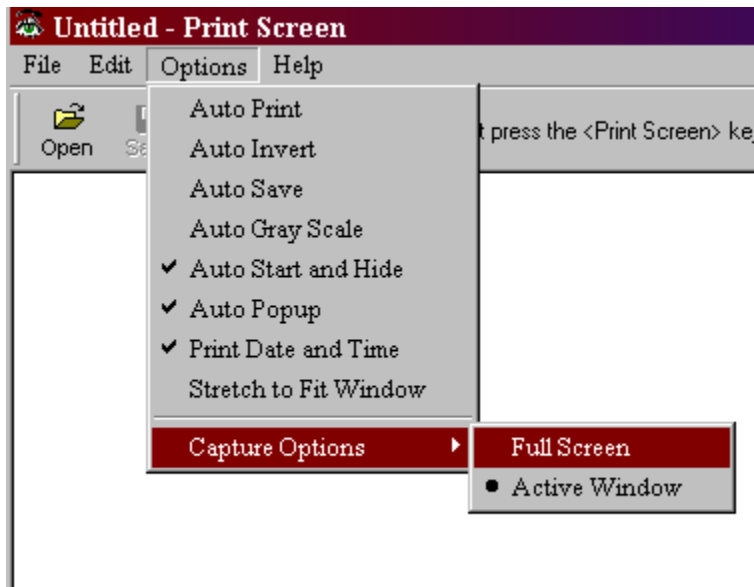 Untitled - Print Screen
File Edit Options Help
Open
press the <Print Screen>
Auto Print
Auto Invert
Auto Save
Auto Gray Scale
Auto Start and Hide
Auto Popup
Print Date and Time
Stretch to Fit Window
Capture Options
Full Screen
Active Window